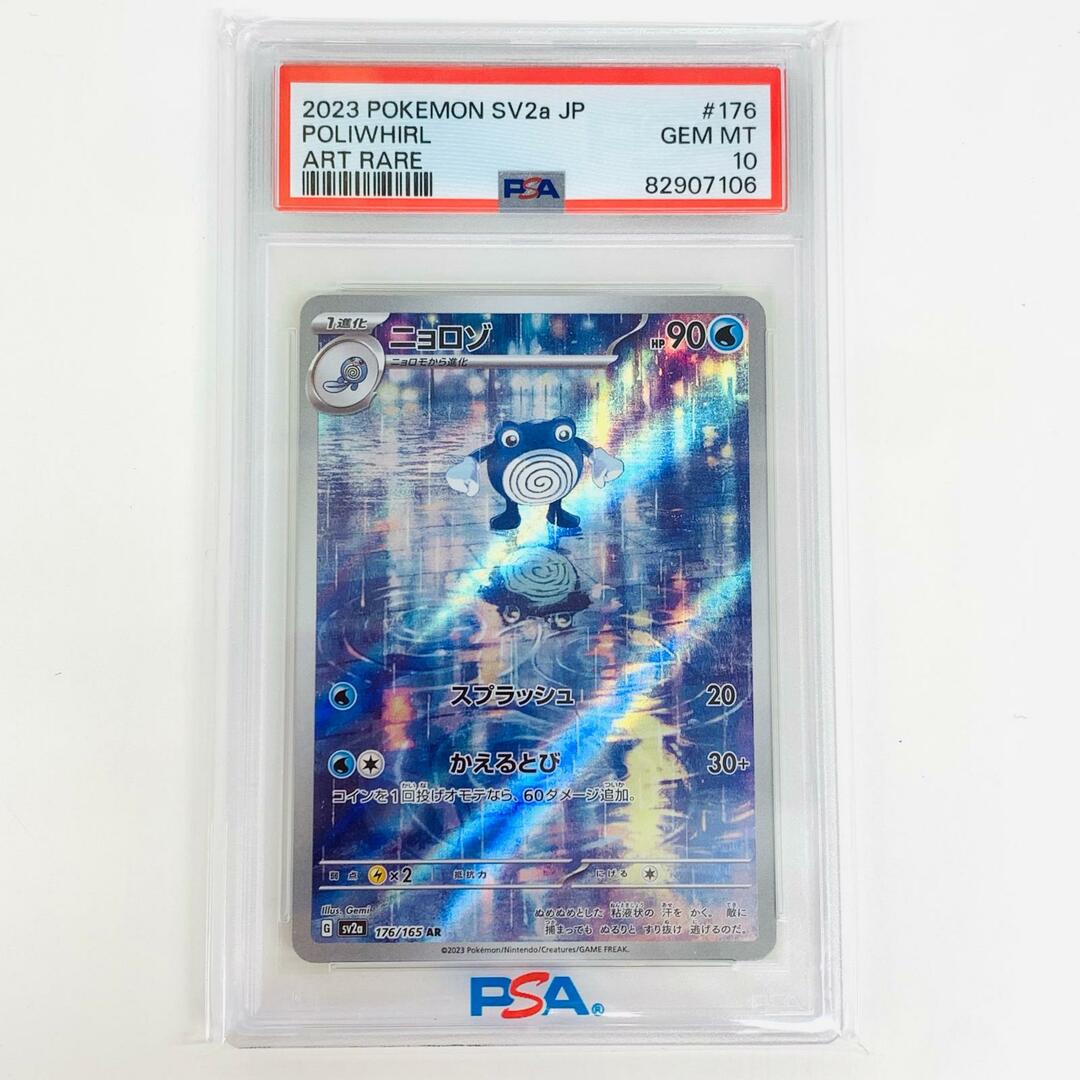 2023 POKEMON SV2a JP #176
POLIWHIRL GEM MT
ART RARE 10
PSA 82907106
1進化 ニョロゾ HP 90
ニョロモから進化
スプラッシュ 20
かえるとび 30+
コインを1回投げオモテなら、60ダメージ追加。
弱点 ×2 抵抗力 にげる
Illus. Gemi
ぬめぬめとした 粘液状の 汗を かく。 敵に
捕まっても ぬるりと すり抜け 逃げるのだ。
G sv2a 176/165 AR
©2023 Pokémon/Nintendo/Creatures/GAME FREAK.
PSA®